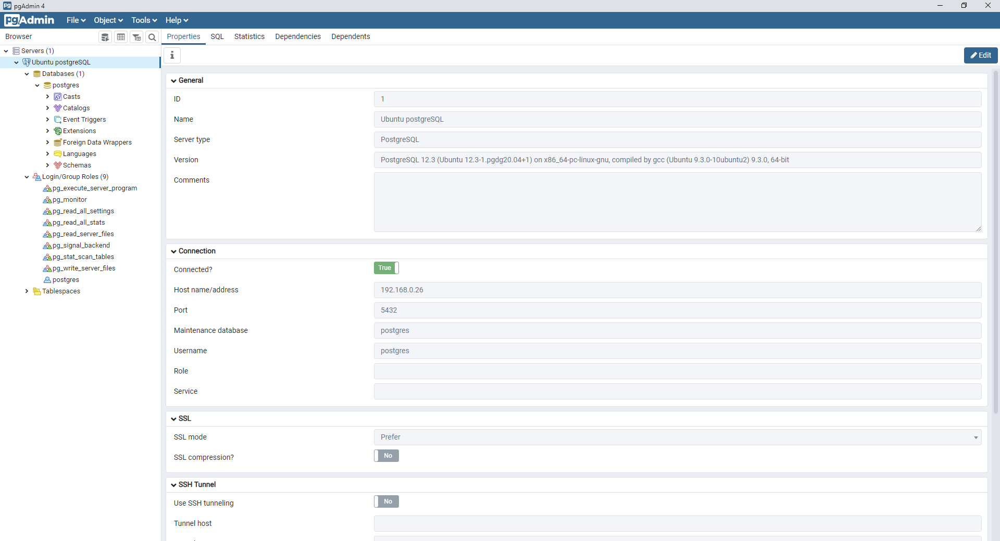 pgAdmin 4
pgAdmin File Object Tools Help
Browser
Properties SQL Statistics Dependencies Dependents
Servers (1)
Ubuntu postgreSQL
Databases (1)
postgres
Casts
Catalogs
Event Triggers
Extensions
Foreign Data Wrappers
Languages
Schemas
Login/Group Roles (9)
pg_execute_server_program
pg_monitor
pg_read_all_settings
pg_read_all_stats
pg_read_server_files
pg_signal_backend
pg_stat_scan_tables
pg_write_server_files
postgres
Tablespaces
Edit
General
ID 1
Name Ubuntu postgreSQL
Server type PostgreSQL
Version PostgreSQL 12.3 (Ubuntu 12.3-1.pgdg20.04+1) on x86_64-pc-linux-gnu, compiled by gcc (Ubuntu 9.3.0-10ubuntu2) 9.3.0, 64-bit
Comments
Connection
Connected? True
Host name/address 192.168.0.26
Port 5432
Maintenance database postgres
Username postgres
Role
Service
SSL
SSL mode Prefer
SSL compression? No
SSH Tunnel
Use SSH tunneling No
Tunnel host